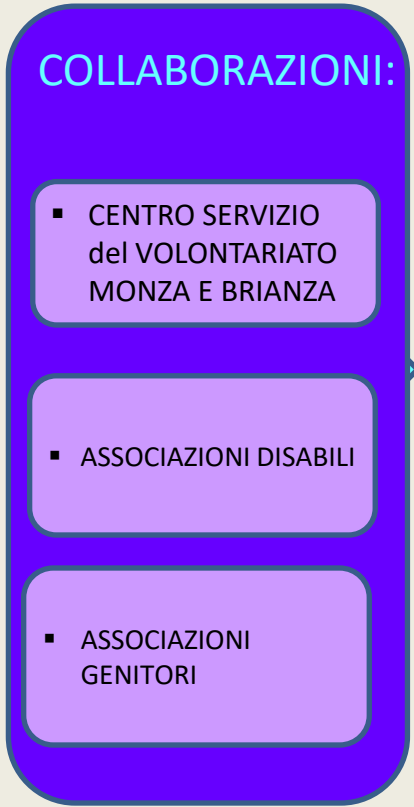 COLLABORAZIONI:
▪ CENTRO SERVIZIO
del VOLONTARIATO
MONZA E BRIANZA
▪ ASSOCIAZIONI DISABILI
▪ ASSOCIAZIONI
GENITORI